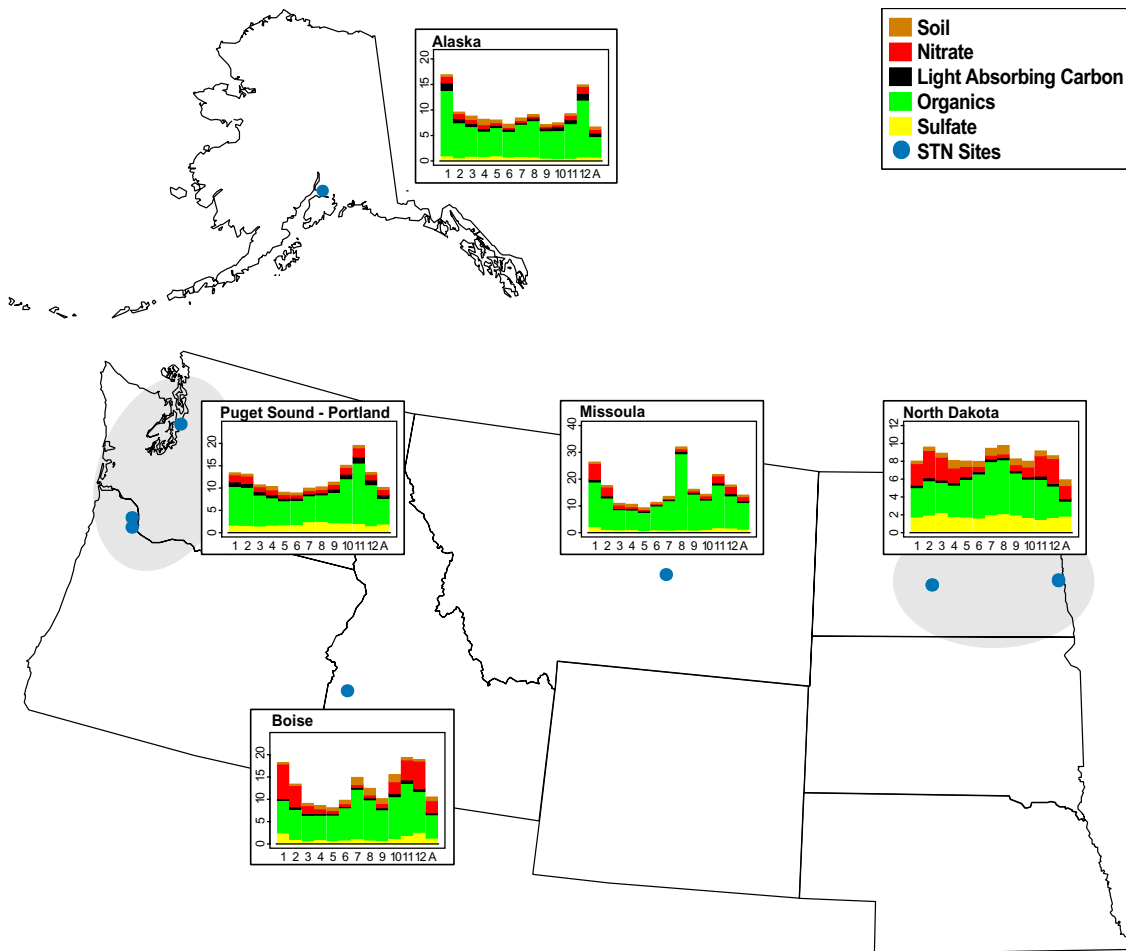 Soil
Nitrate
Light Absorbing Carbon
Organics
Sulfate
STN Sites
Alaska
20
15
10
5
0
1 2 3 4 5 6 7 8 9 10 11 12 A
Puget Sound - Portland
20
15
10
5
0
1 2 3 4 5 6 7 8 9 10 11 12 A
Missoula
40
30
20
10
0
1 2 3 4 5 6 7 8 9 10 11 12 A
North Dakota
12
10
8
6
4
2
0
1 2 3 4 5 6 7 8 9 10 11 12 A
Boise
20
15
10
5
0
1 2 3 4 5 6 7 8 9 10 11 12 A